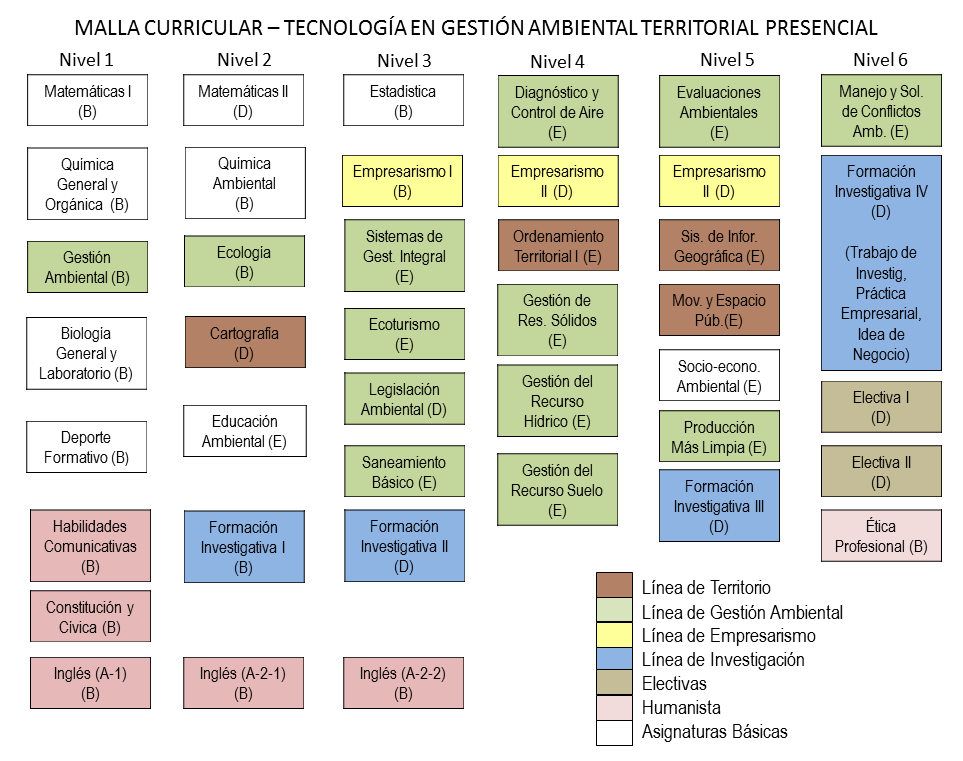 MALLA CURRICULAR – TECNOLOGÍA EN GESTIÓN AMBIENTAL TERRITORIAL PRESENCIAL
Nivel 1
Matemáticas I
(B)
Química
General y
Orgánica (B)
Gestión
Ambiental (B)
Biología
General y
Laboratorio (B)
Deporte
Formativo (B)
Habilidades
Comunicativas
(B)
Constitución y
Cívica (B)
Inglés (A-1)
(B)
Nivel 2
Matemáticas II
(D)
Química
Ambiental
(B)
Ecología
(B)
Cartografía
(D)
Educación
Ambiental (E)
Formación
Investigativa I
(B)
Inglés (A-2-1)
(B)
Nivel 3
Estadística
(B)
Empresarismo I
(B)
Sistemas de
Gest. Integral
(E)
Ecoturismo
(E)
Legislación
Ambiental (D)
Saneamiento
Básico (E)
Formación
Investigativa II
(D)
Inglés (A-2-2)
(B)
Nivel 4
Diagnóstico y
Control de Aire
(E)
Empresarismo
II (D)
Ordenamiento
Territorial I (E)
Gestión de
Res. Sólidos
(E)
Gestión del
Recurso
Hídrico (E)
Gestión del
Recurso Suelo
(E)
Nivel 5
Evaluaciones
Ambientales
(E)
Empresarismo
II (D)
Sis. de Infor.
Geográfica (E)
Mov. y Espacio
Púb.(E)
Socio-econo.
Ambiental (E)
Producción
Más Limpia (E)
Formación
Investigativa III
(D)
Nivel 6
Manejo y Sol.
de Conflictos
Amb. (E)
Formación
Investigativa IV
(D)
(Trabajo de
Investig,
Práctica
Empresarial,
Idea de
Negocio)
Electiva I
(D)
Electiva II
(D)
Ética
Profesional (B)
Línea de Territorio
Línea de Gestión Ambiental
Línea de Empresarismo
Línea de Investigación
Electivas
Humanista
Asignaturas Básicas